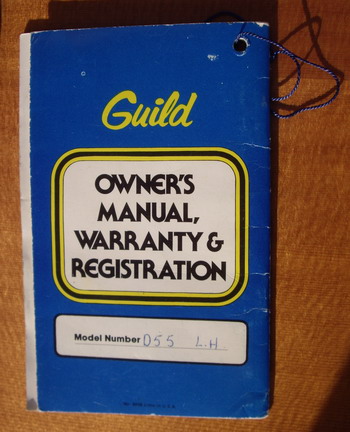 Guild
OWNER'S
MANUAL,
WARRANTY &
REGISTRATION
Model Number D55 L.H.